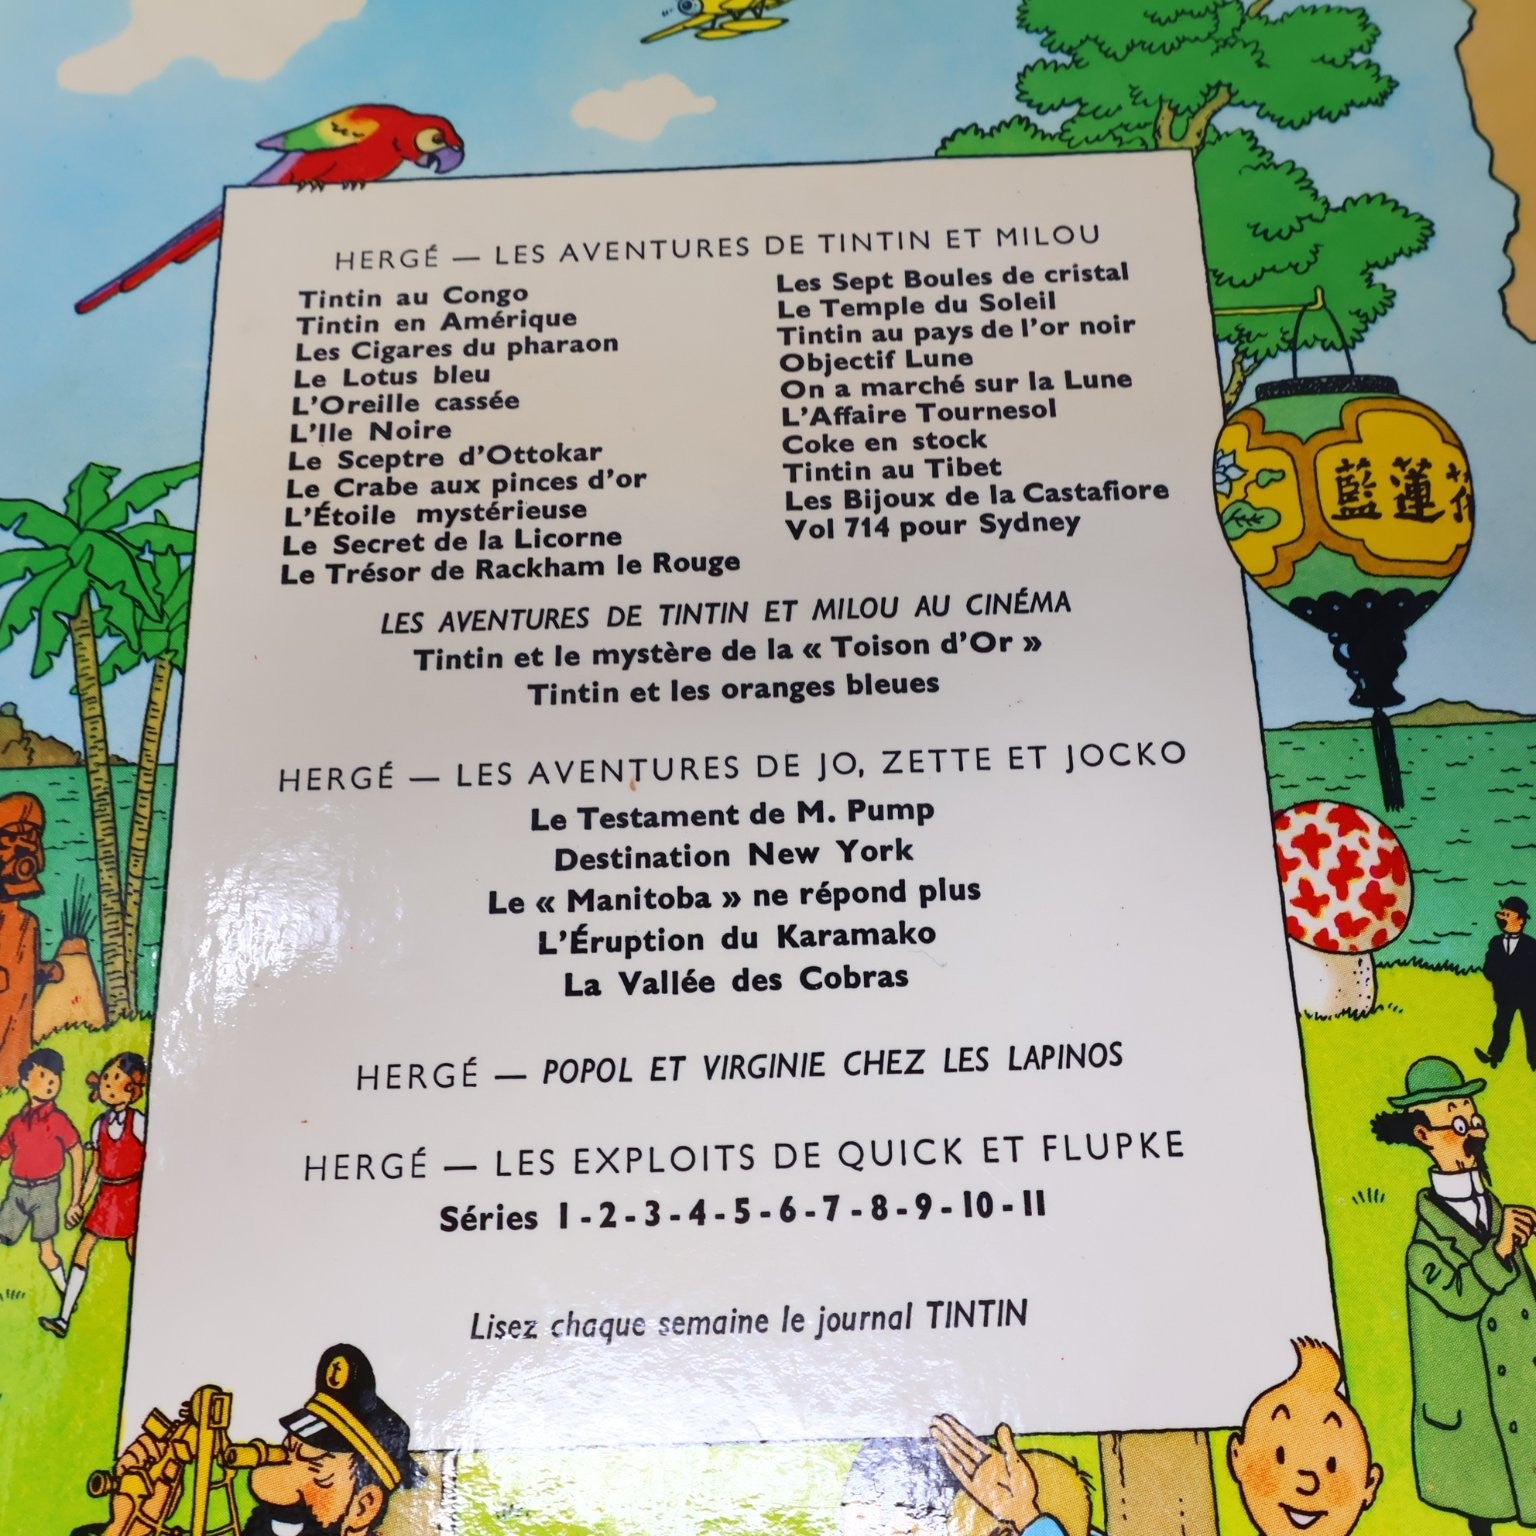 HERGÉ — LES AVENTURES DE TINTIN ET MILOU
Tintin au Congo
Tintin en Amérique
Les Cigares du pharaon
Le Lotus bleu
L'Oreille cassée
L'Ile Noire
Le Sceptre d'Ottokar
Le Crabe aux pinces d'or
L'Étoile mystérieuse
Le Secret de la Licorne
Le Trésor de Rackham le Rouge
Les Sept Boules de cristal
Le Temple du Soleil
Tintin au pays de l'or noir
Objectif Lune
On a marché sur la Lune
L'Affaire Tournesol
Coke en stock
Tintin au Tibet
Les Bijoux de la Castafiore
Vol 714 pour Sydney
LES AVENTURES DE TINTIN ET MILOU AU CINÉMA
Tintin et le mystère de la « Toison d'Or »
Tintin et les oranges bleues
HERGÉ — LES AVENTURES DE JO, ZETTE ET JOCKO
Le Testament de M. Pump
Destination New York
Le « Manitoba » ne répond plus
L'Éruption du Karamako
La Vallée des Cobras
HERGÉ — POPOL ET VIRGINIE CHEZ LES LAPINOS
HERGÉ — LES EXPLOITS DE QUICK ET FLUPKE
Séries 1 - 2 - 3 - 4 - 5 - 6 - 7 - 8 - 9 - 10 - 11
Lisez chaque semaine le journal TINTIN
藍蓮
t